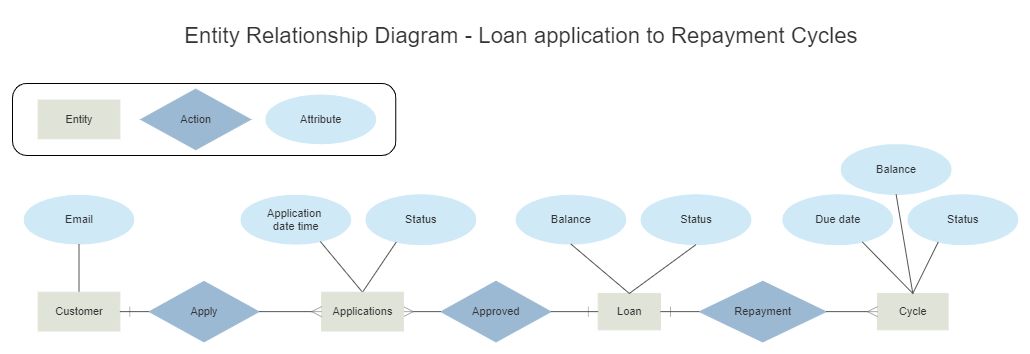 Entity Relationship Diagram - Loan application to Repayment Cycles
Entity
Action
Attribute
Balance
Email
Application
date time
Status
Balance
Status
Due date
Status
Customer
Apply
Applications
Approved
Loan
Repayment
Cycle